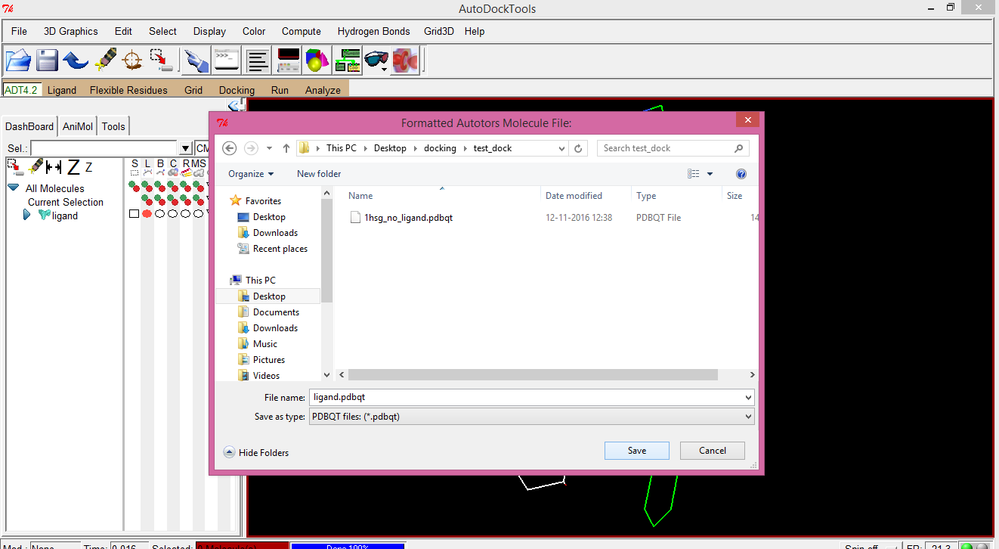 AutoDockTools
File 3D Graphics Edit Select Display Color Compute Hydrogen Bonds Grid3D Help
ADT4.2 Ligand Flexible Residues Grid Docking Run Analyze
DashBoard AniMol Tools
Sel.: CM
S L B C R MS
Z Z
All Molecules
Current Selection
ligand
Formatted Autotors Molecule File:
This PC Desktop docking test_dock Search test_dock
Organize New folder
Name Date modified Type Size
1hsg_no_ligand.pdbqt 12-11-2016 12:38 PDBQT File 14
Favorites
Desktop
Downloads
Recent places
This PC
Desktop
Documents
Downloads
Music
Pictures
Videos
File name: ligand.pdbqt
Save as type: PDBQT files: (*.pdbqt)
Hide Folders Save Cancel
Mod.: None Time: 0.016 Selected: 0 Molecule(s) Done 100% Spin off FR: 21.3